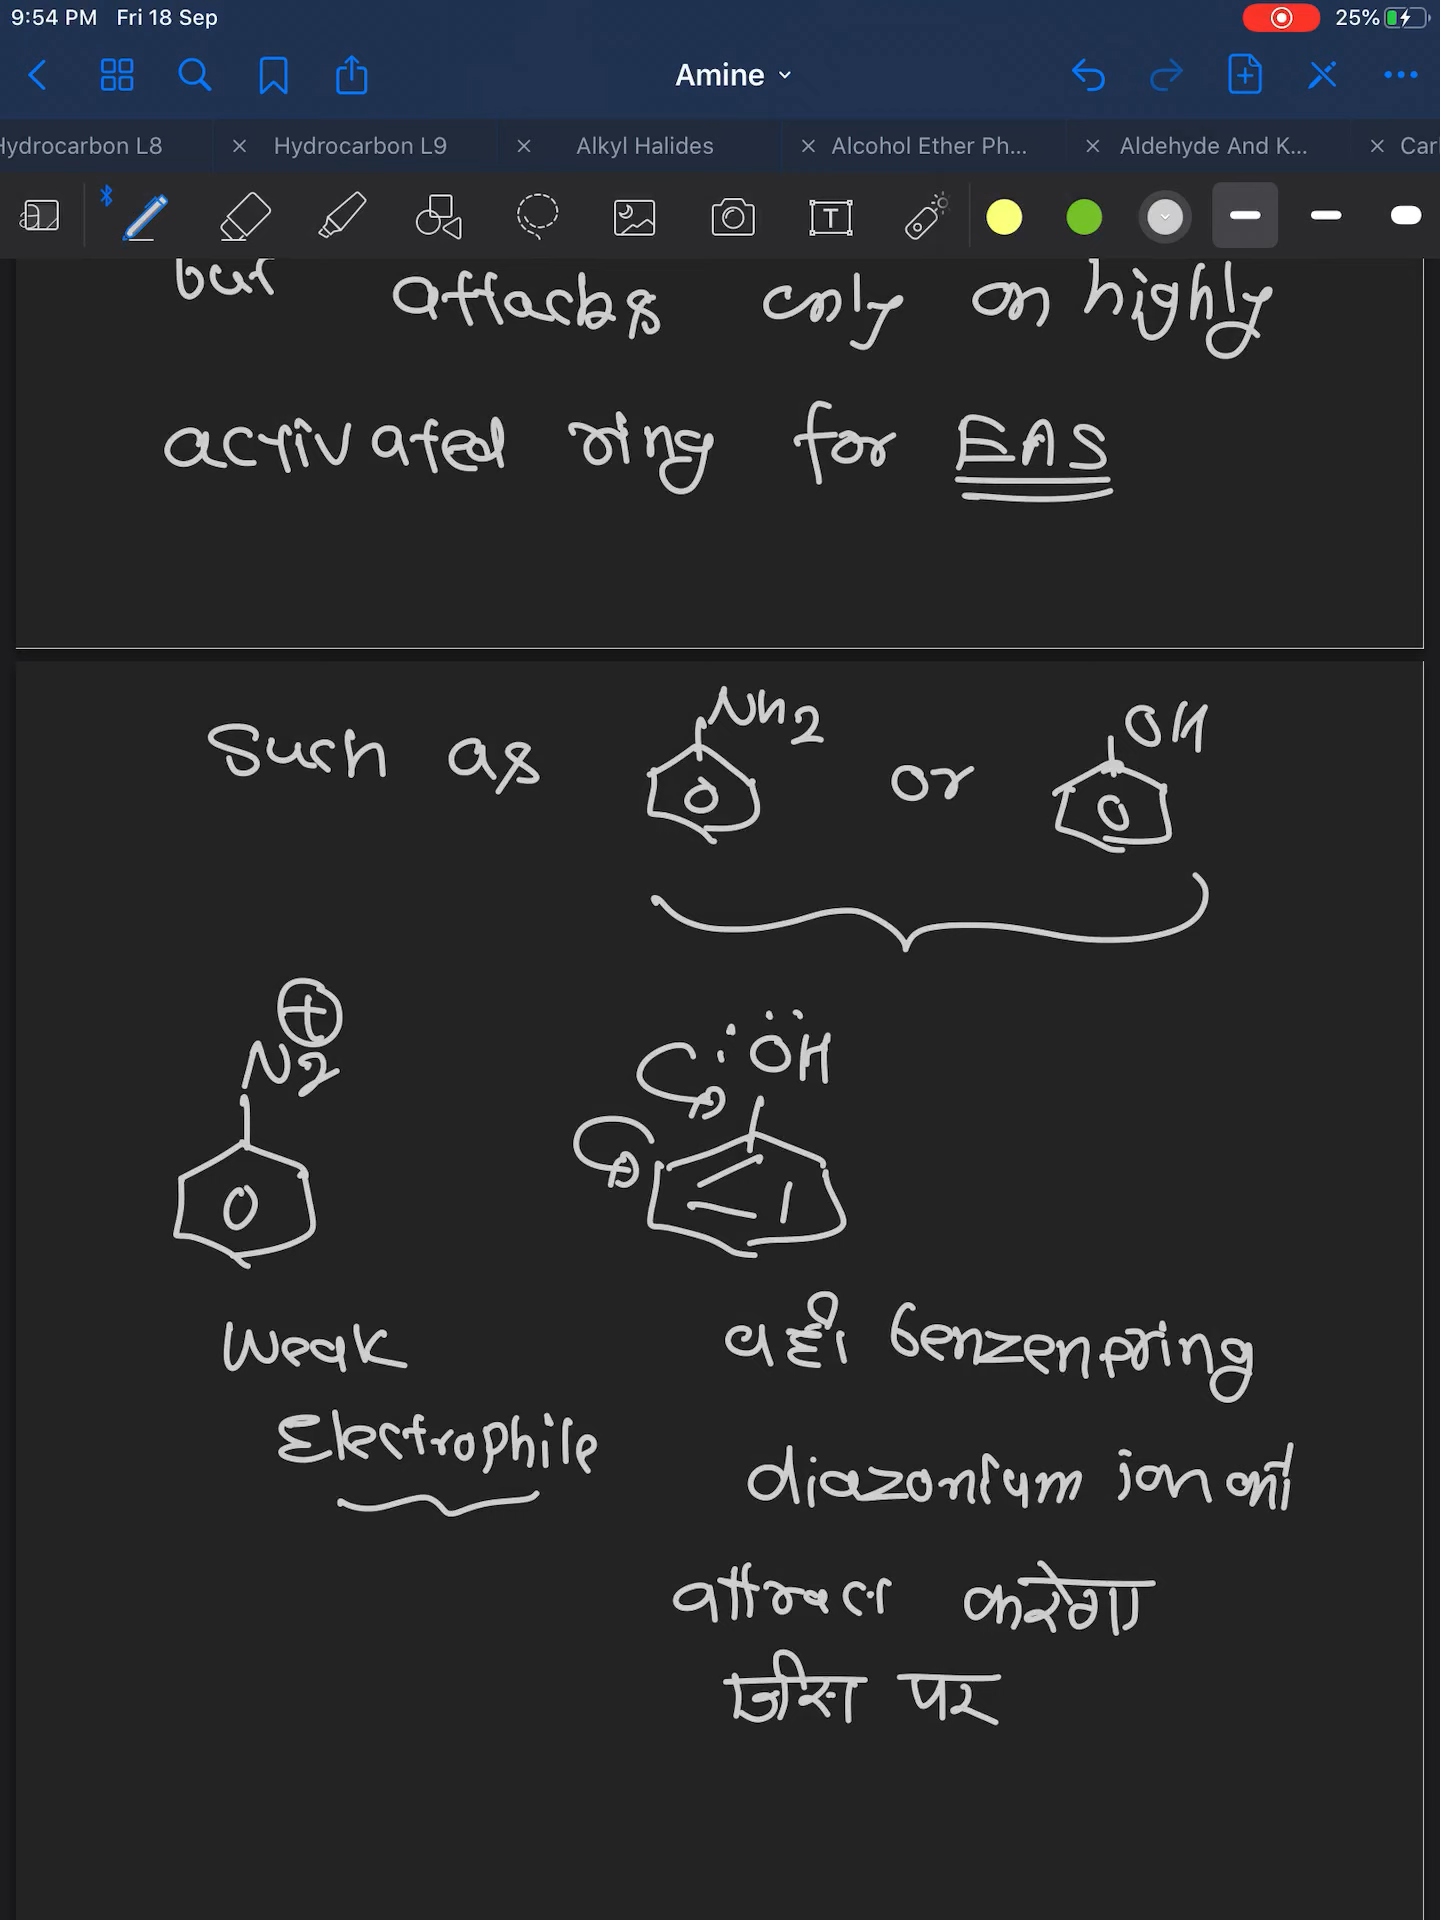 9:54 PM Fri 18 Sep 25%
Amine
Hydrocarbon L8 Hydrocarbon L9 Alkyl Halides Alcohol Ether Ph... Aldehyde And K... Car
T
but attacks only on highly
activated ring for EAS
Such as NH2 or OH
N2 + OH
weak
Electrophile
वही benzene ring
diazonium ion को
attract करेगा
जीस पर